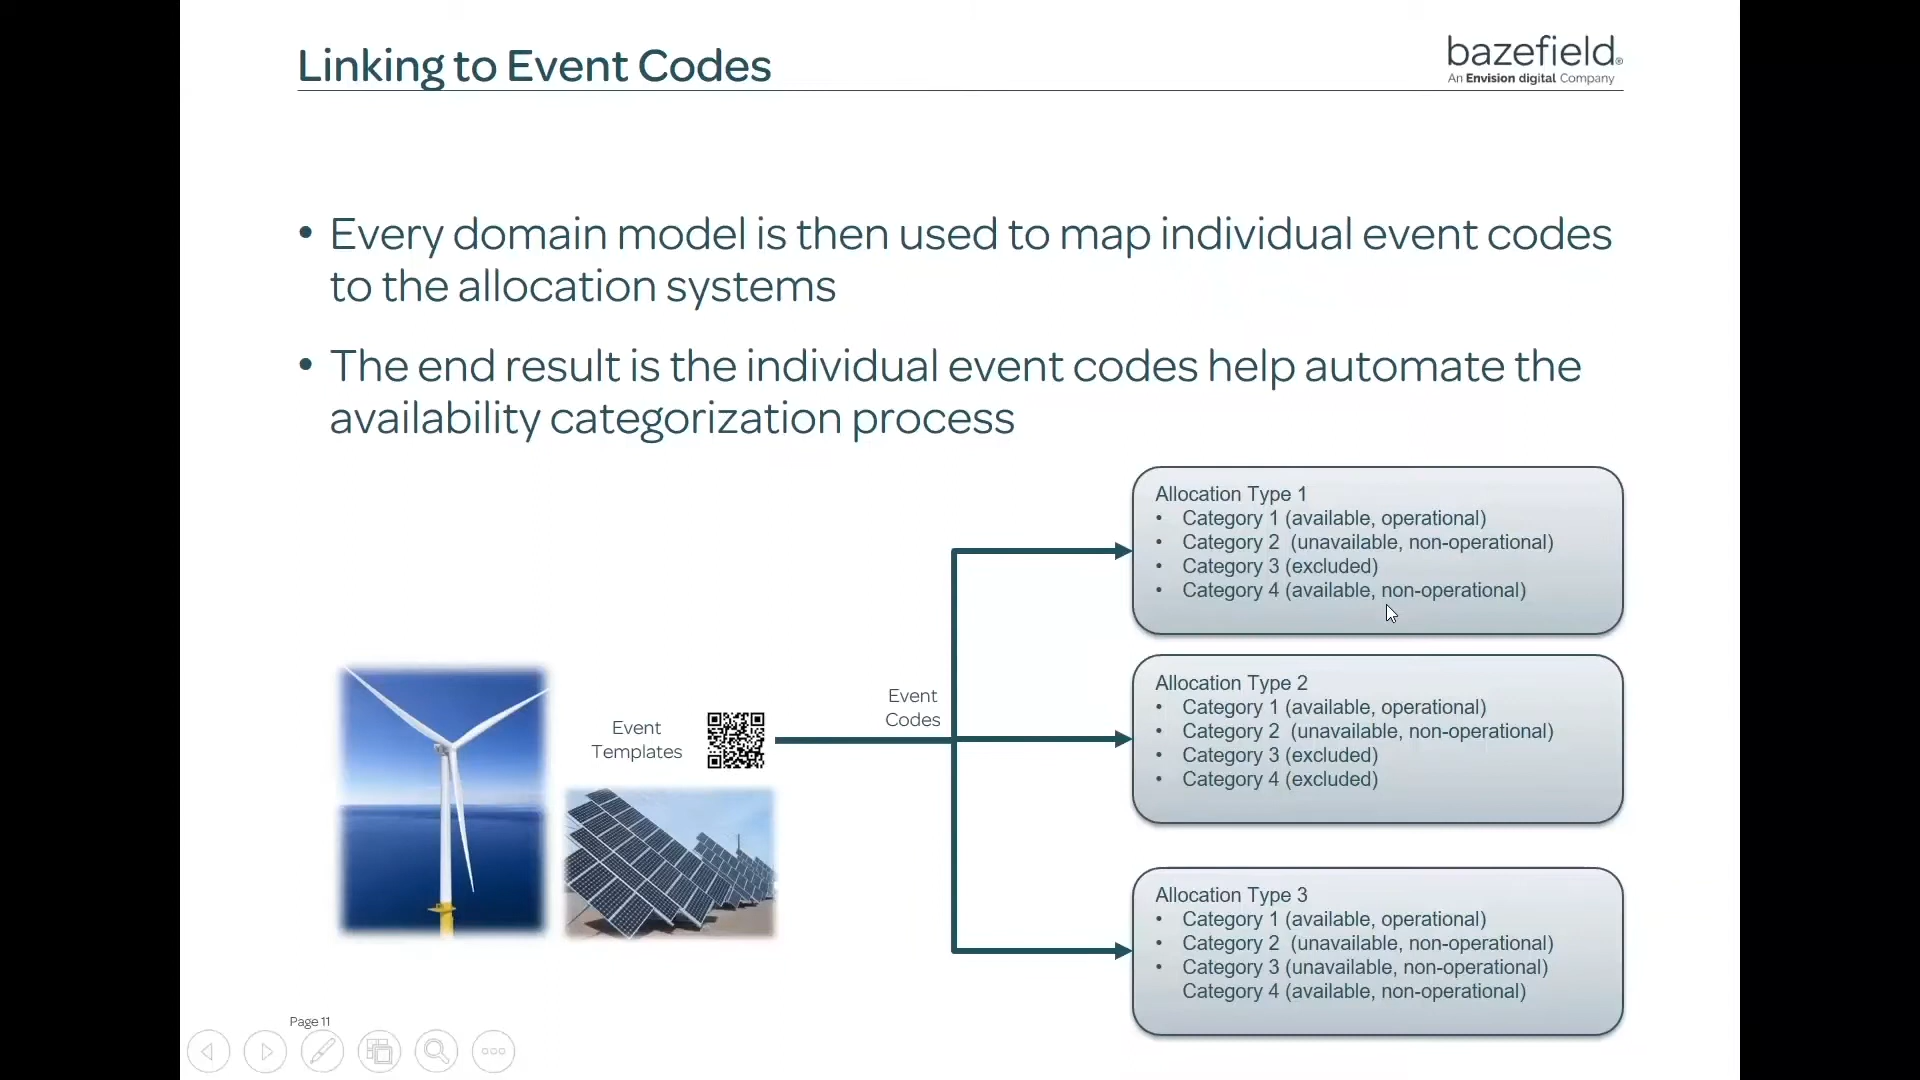 Linking to Event Codes
bazefield®
An Envision digital Company
• Every domain model is then used to map individual event codes
to the allocation systems
• The end result is the individual event codes help automate the
availability categorization process
Allocation Type 1
• Category 1 (available, operational)
• Category 2 (unavailable, non-operational)
• Category 3 (excluded)
• Category 4 (available, non-operational)
Event
Templates
Event
Codes
Allocation Type 2
• Category 1 (available, operational)
• Category 2 (unavailable, non-operational)
• Category 3 (excluded)
• Category 4 (excluded)
Allocation Type 3
• Category 1 (available, operational)
• Category 2 (unavailable, non-operational)
• Category 3 (unavailable, non-operational)
Category 4 (available, non-operational)
Page 11